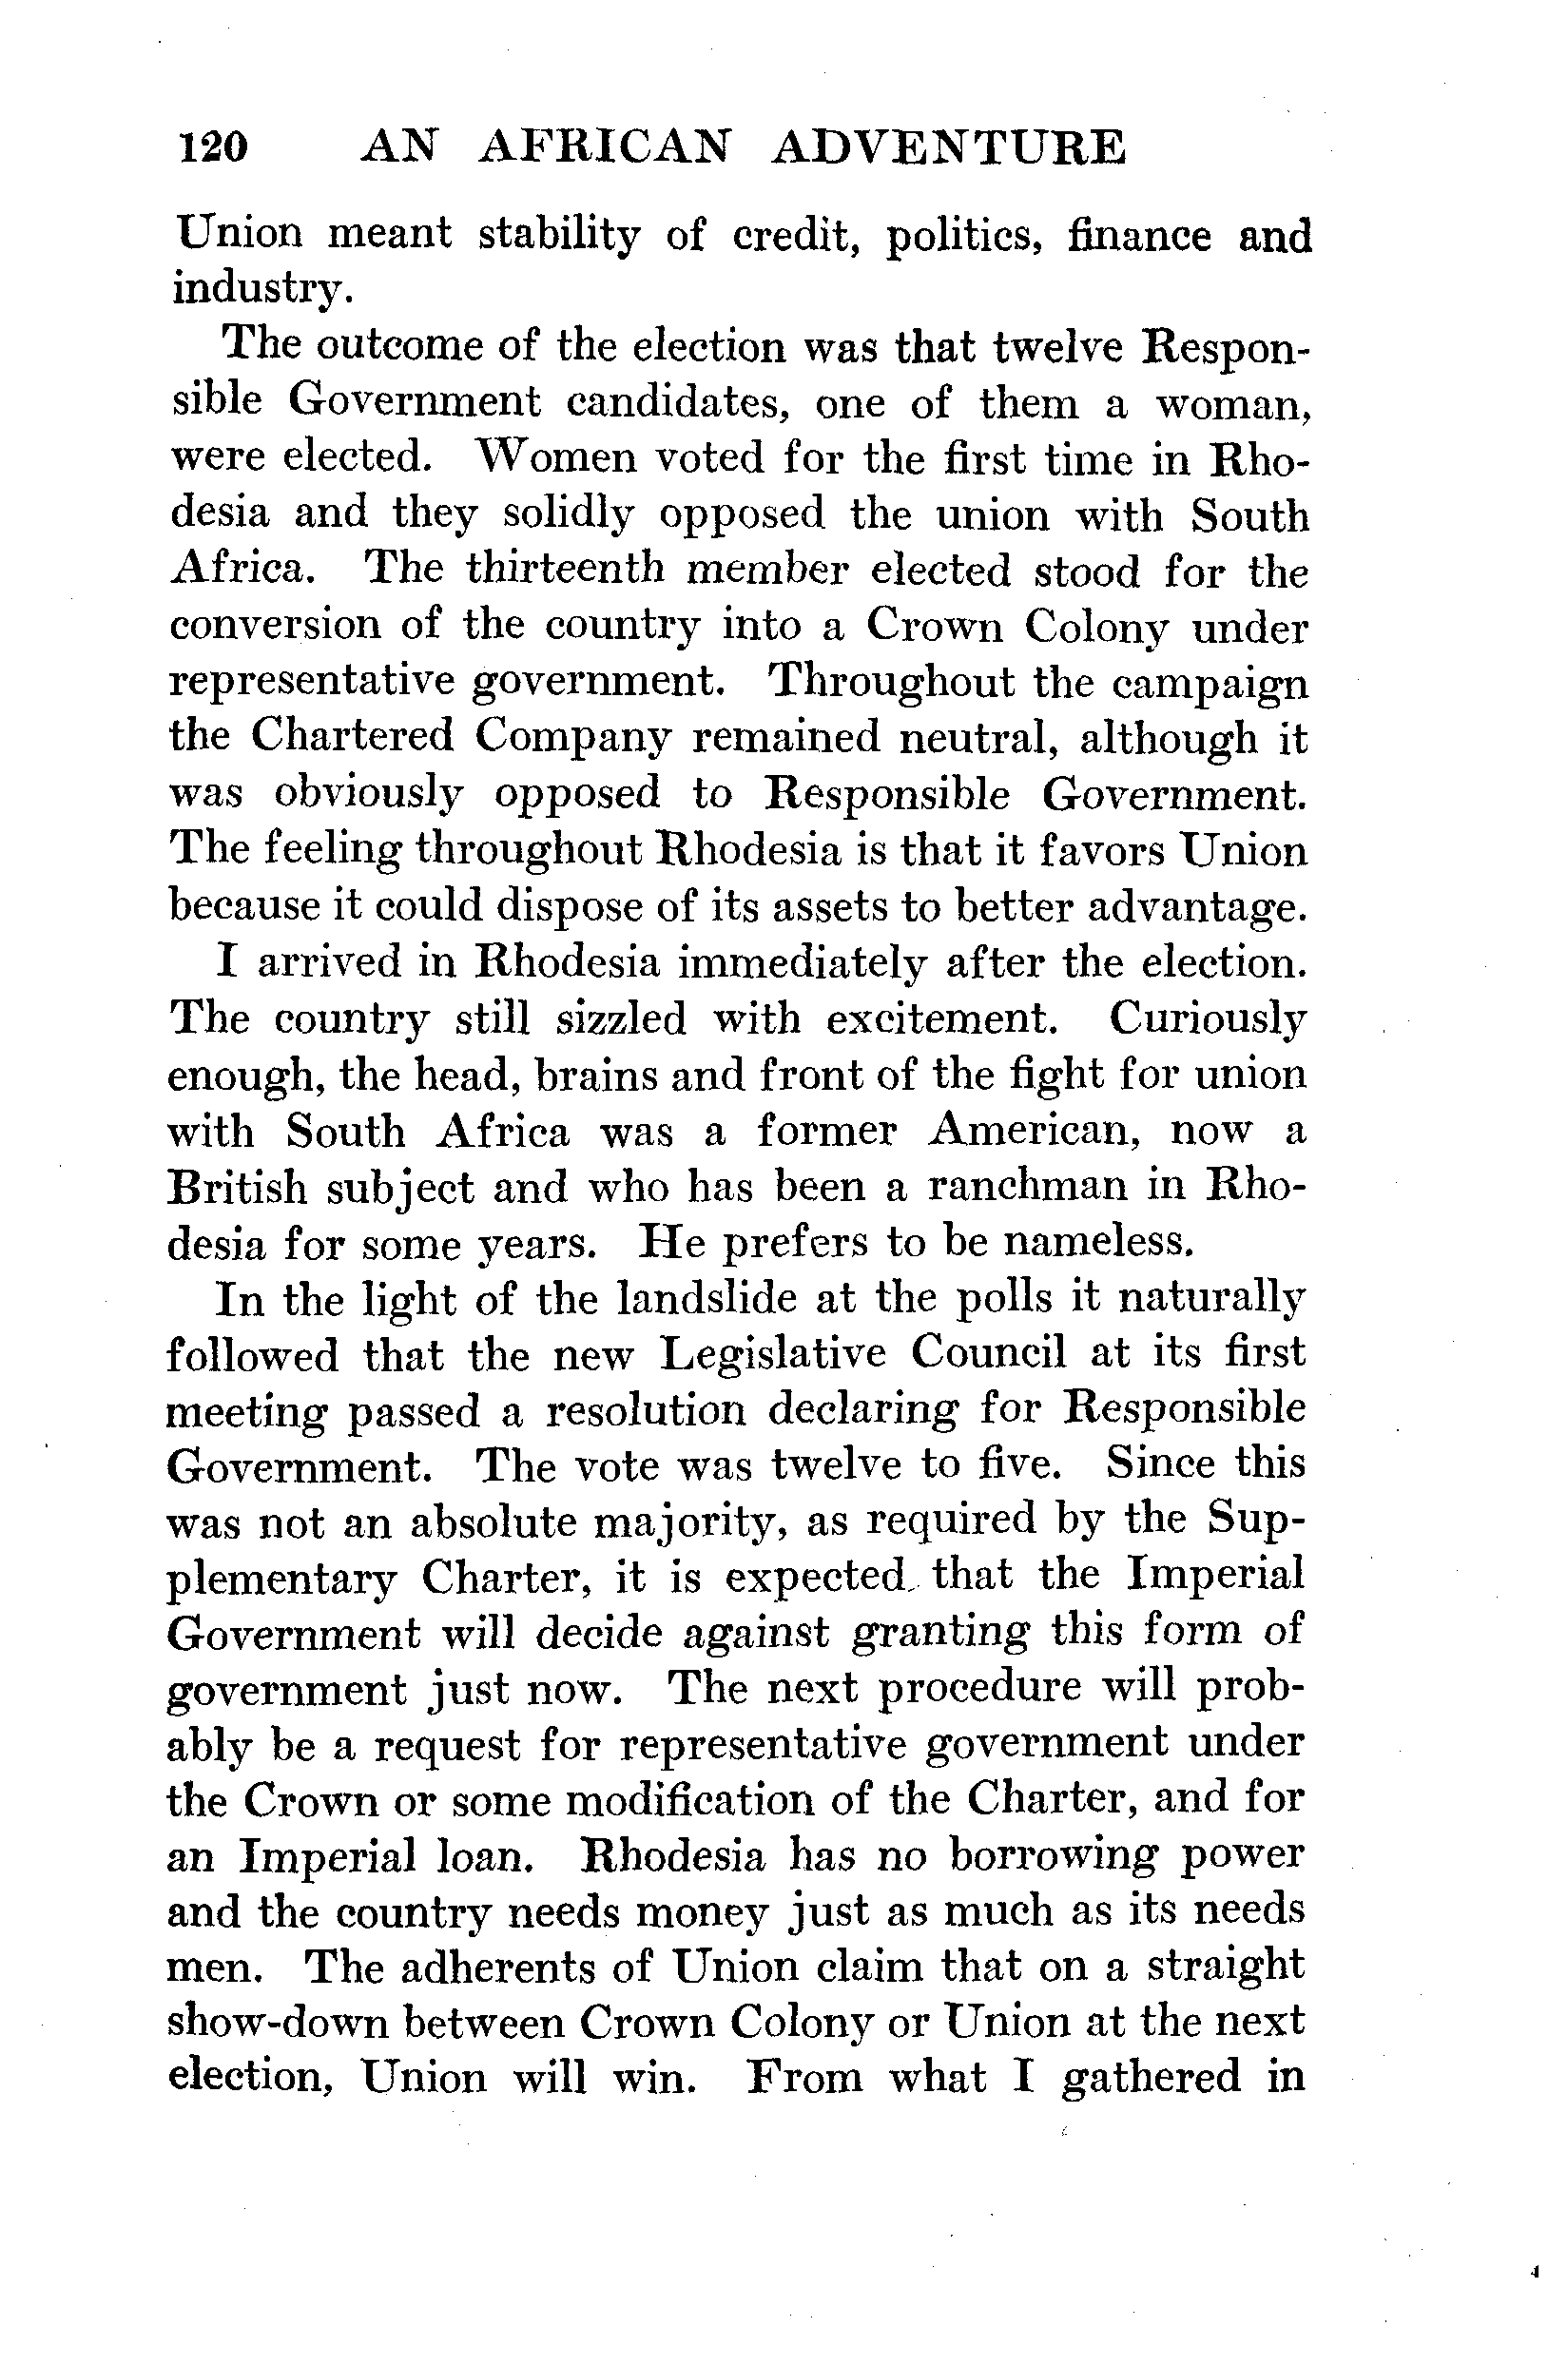 120 AN AFRICAN ADVENTURE
Union meant stability of credit, politics, finance and
industry.
The outcome of the election was that twelve Respon-
sible Government candidates, one of them a woman,
were elected. Women voted for the first time in Rho-
desia and they solidly opposed the union with South
Africa. The thirteenth member elected stood for the
conversion of the country into a Crown Colony under
representative government. Throughout the campaign
the Chartered Company remained neutral, although it
was obviously opposed to Responsible Government.
The feeling throughout Rhodesia is that it favors Union
because it could dispose of its assets to better advantage.
I arrived in Rhodesia immediately after the election.
The country still sizzled with excitement. Curiously
enough, the head, brains and front of the fight for union
with South Africa was a former American, now a
British subject and who has been a ranchman in Rho-
desia for some years. He prefers to be nameless.
In the light of the landslide at the polls it naturally
followed that the new Legislative Council at its first
meeting passed a resolution declaring for Responsible
Government. The vote was twelve to five. Since this
was not an absolute majority, as required by the Sup-
plementary Charter, it is expected that the Imperial
Government will decide against granting this form of
government just now. The next procedure will prob-
ably be a request for representative government under
the Crown or some modification of the Charter, and for
an Imperial loan. Rhodesia has no borrowing power
and the country needs money just as much as its needs
men. The adherents of Union claim that on a straight
show-down between Crown Colony or Union at the next
election, Union will win. From what I gathered in